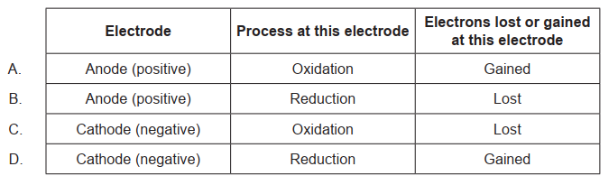 Electrode Process at this electrode Electrons lost or gained
at this electrode
A. Anode (positive) Oxidation Gained
B. Anode (positive) Reduction Lost
C. Cathode (negative) Oxidation Lost
D. Cathode (negative) Reduction Gained